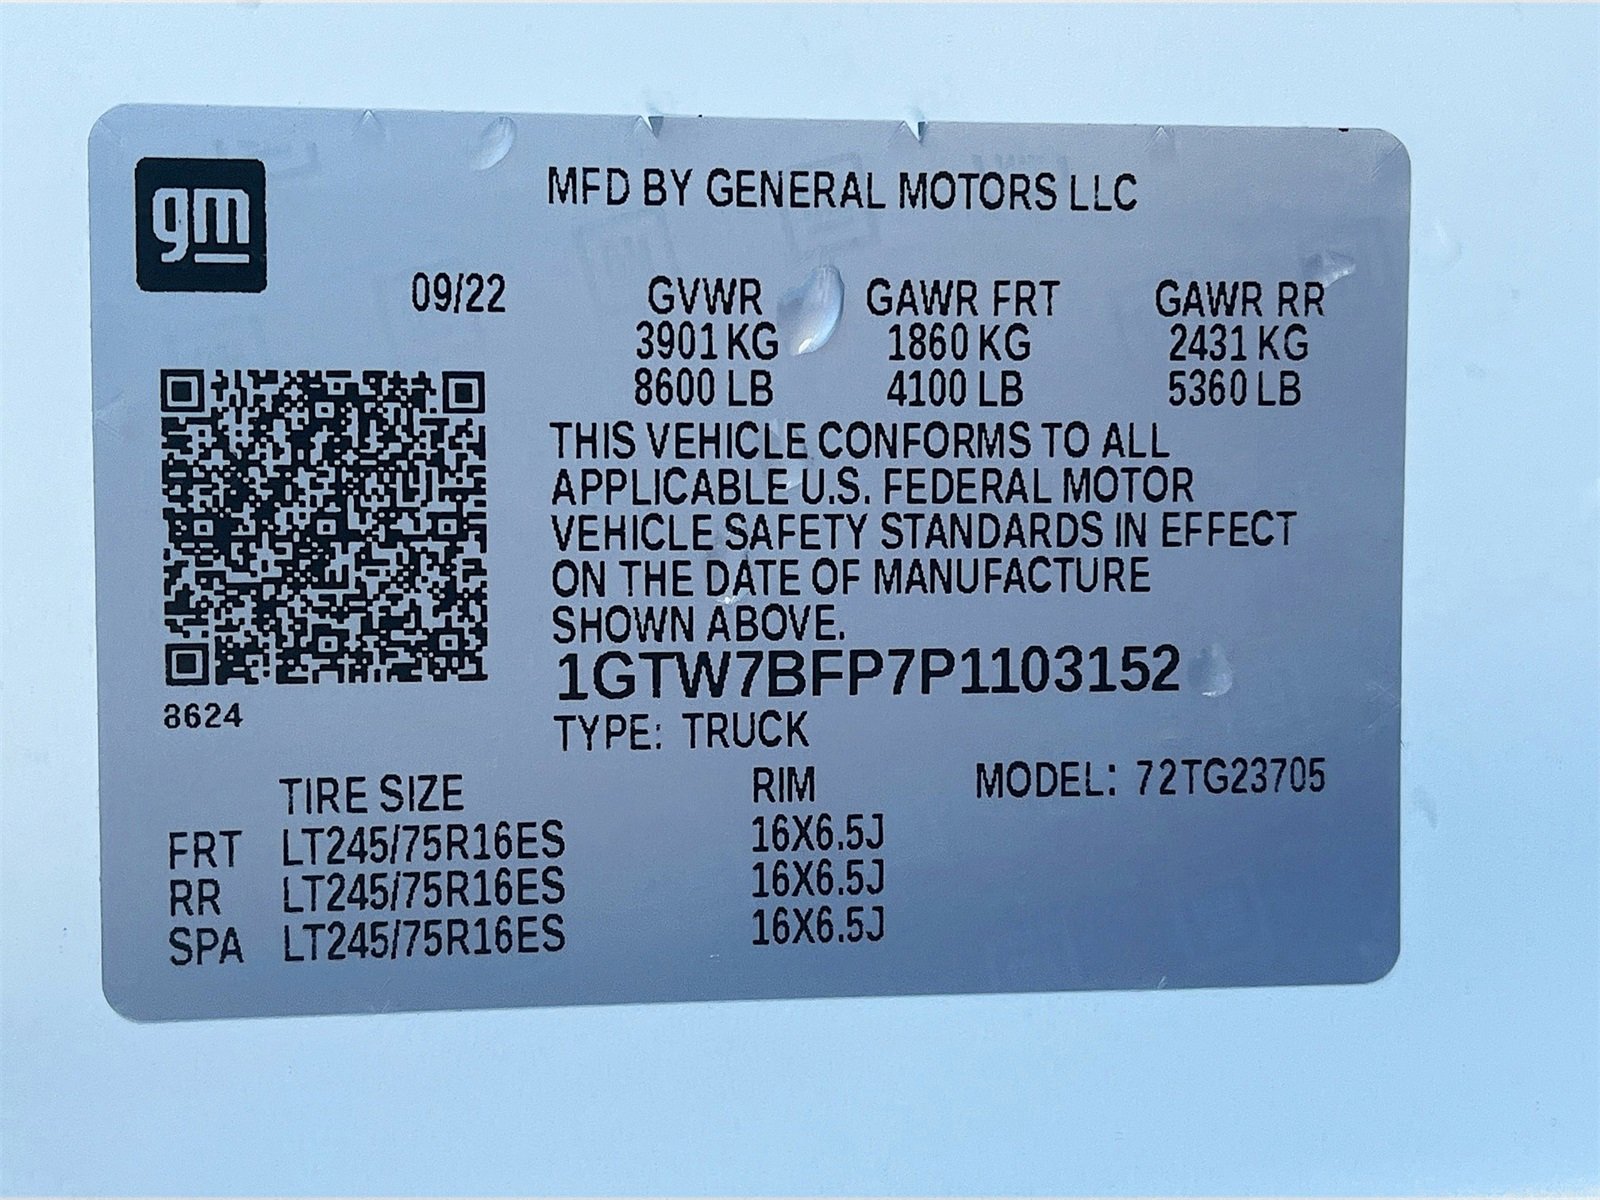 gm
MFD BY GENERAL MOTORS LLC
09/22 GVWR GAWR FRT GAWR RR
3901 KG 1860 KG 2431 KG
8600 LB 4100 LB 5360 LB
THIS VEHICLE CONFORMS TO ALL
APPLICABLE U.S. FEDERAL MOTOR
VEHICLE SAFETY STANDARDS IN EFFECT
ON THE DATE OF MANUFACTURE
SHOWN ABOVE.
1GTW7BFP7P1103152
8624
TYPE: TRUCK
TIRE SIZE RIM MODEL: 72TG23705
FRT LT245/75R16ES 16X6.5J
RR LT245/75R16ES 16X6.5J
SPA LT245/75R16ES 16X6.5J